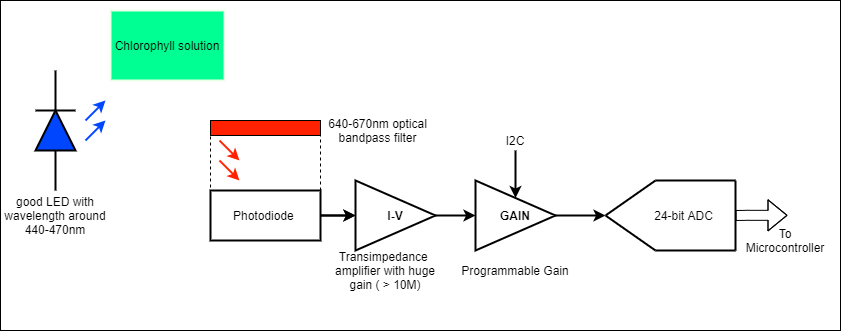 Chlorophyll solution
640-670nm optical
bandpass filter
I2C
good LED with
wavelength around
440-470nm
Photodiode
I-V
GAIN
24-bit ADC
To
Microcontroller
Transimpedance
amplifier with huge
gain ( > 10M)
Programmable Gain